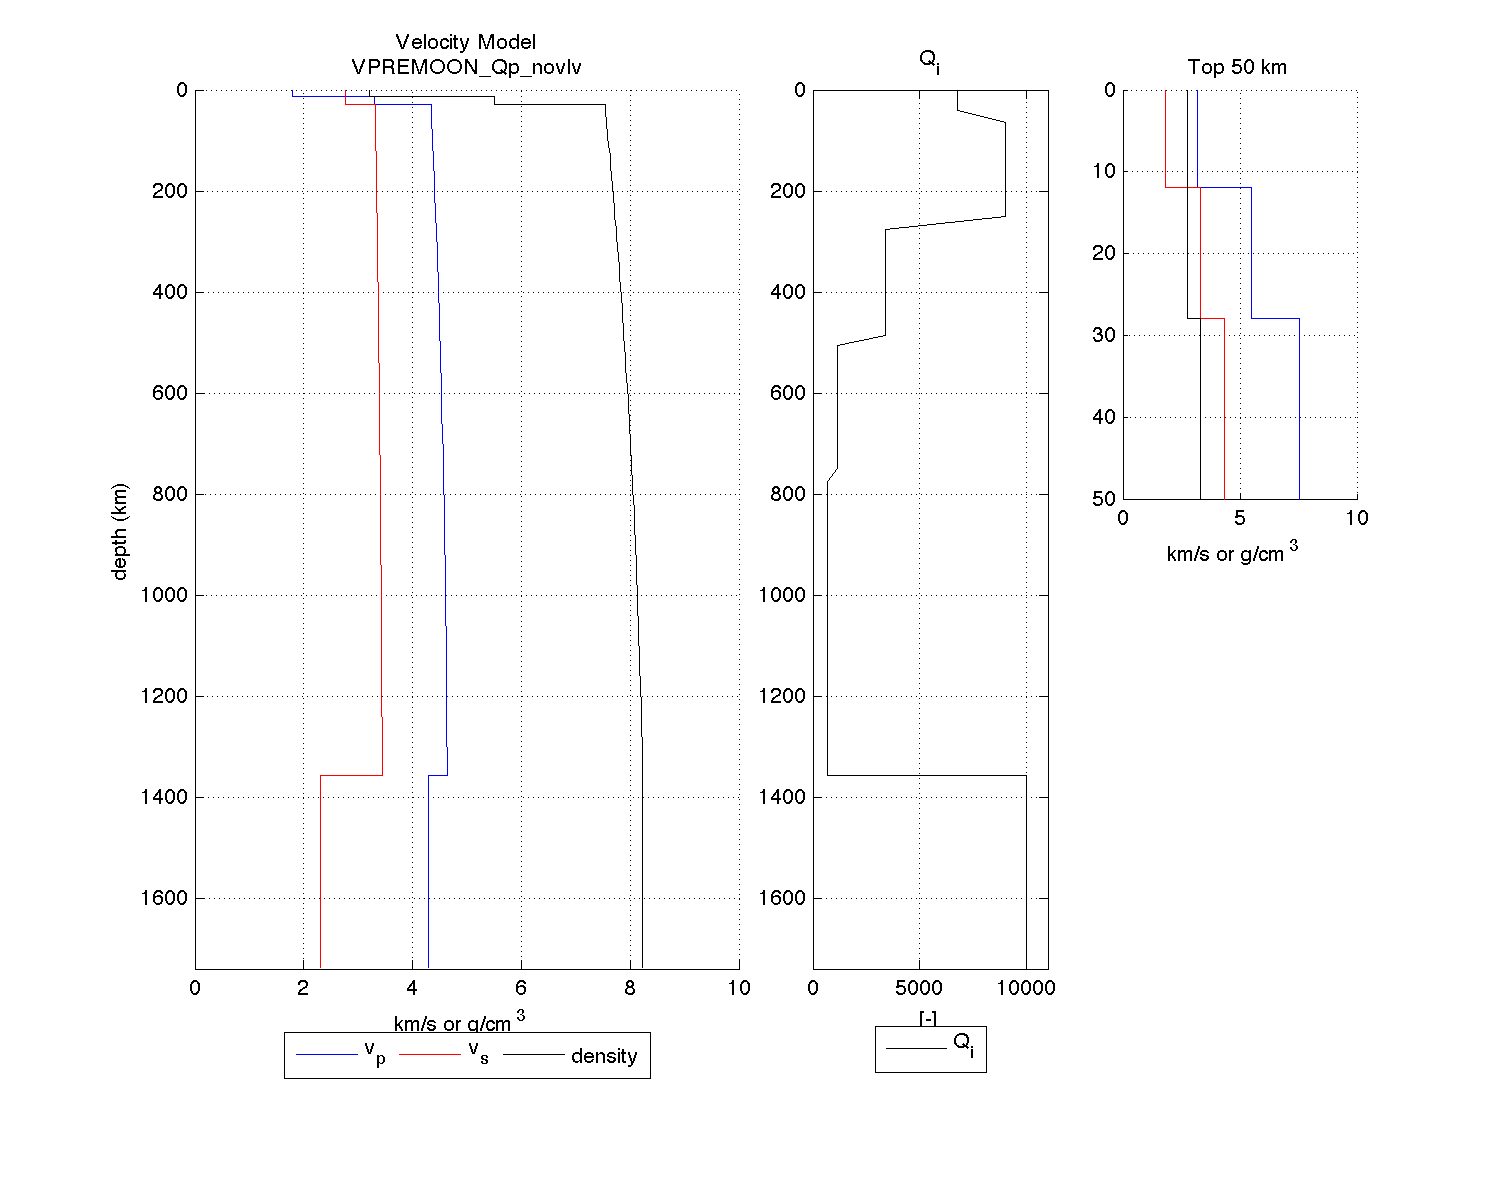 Velocity Model
VPREMOON_Qp_novlv
0
200
400
600
800
1000
1200
1400
1600
depth (km)
0 2 4 6 8 10
km/s or g/cm 3
v p v s density
Q i
0
200
400
600
800
1000
1200
1400
1600
0 5000 10000
[-]
Q i
Top 50 km
0
10
20
30
40
50
0 5 10
km/s or g/cm 3